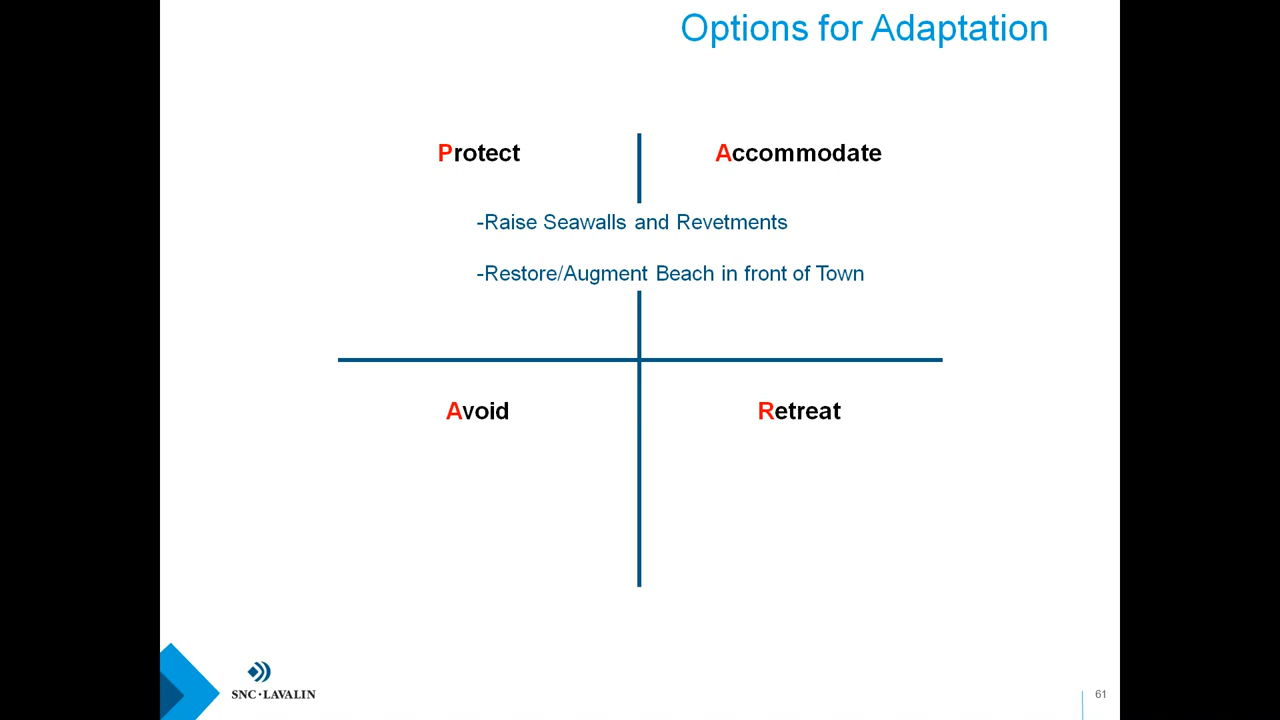 Options for Adaptation
Protect
Accommodate
-Raise Seawalls and Revetments
-Restore/Augment Beach in front of Town
Avoid
Retreat
SNC·LAVALIN
61